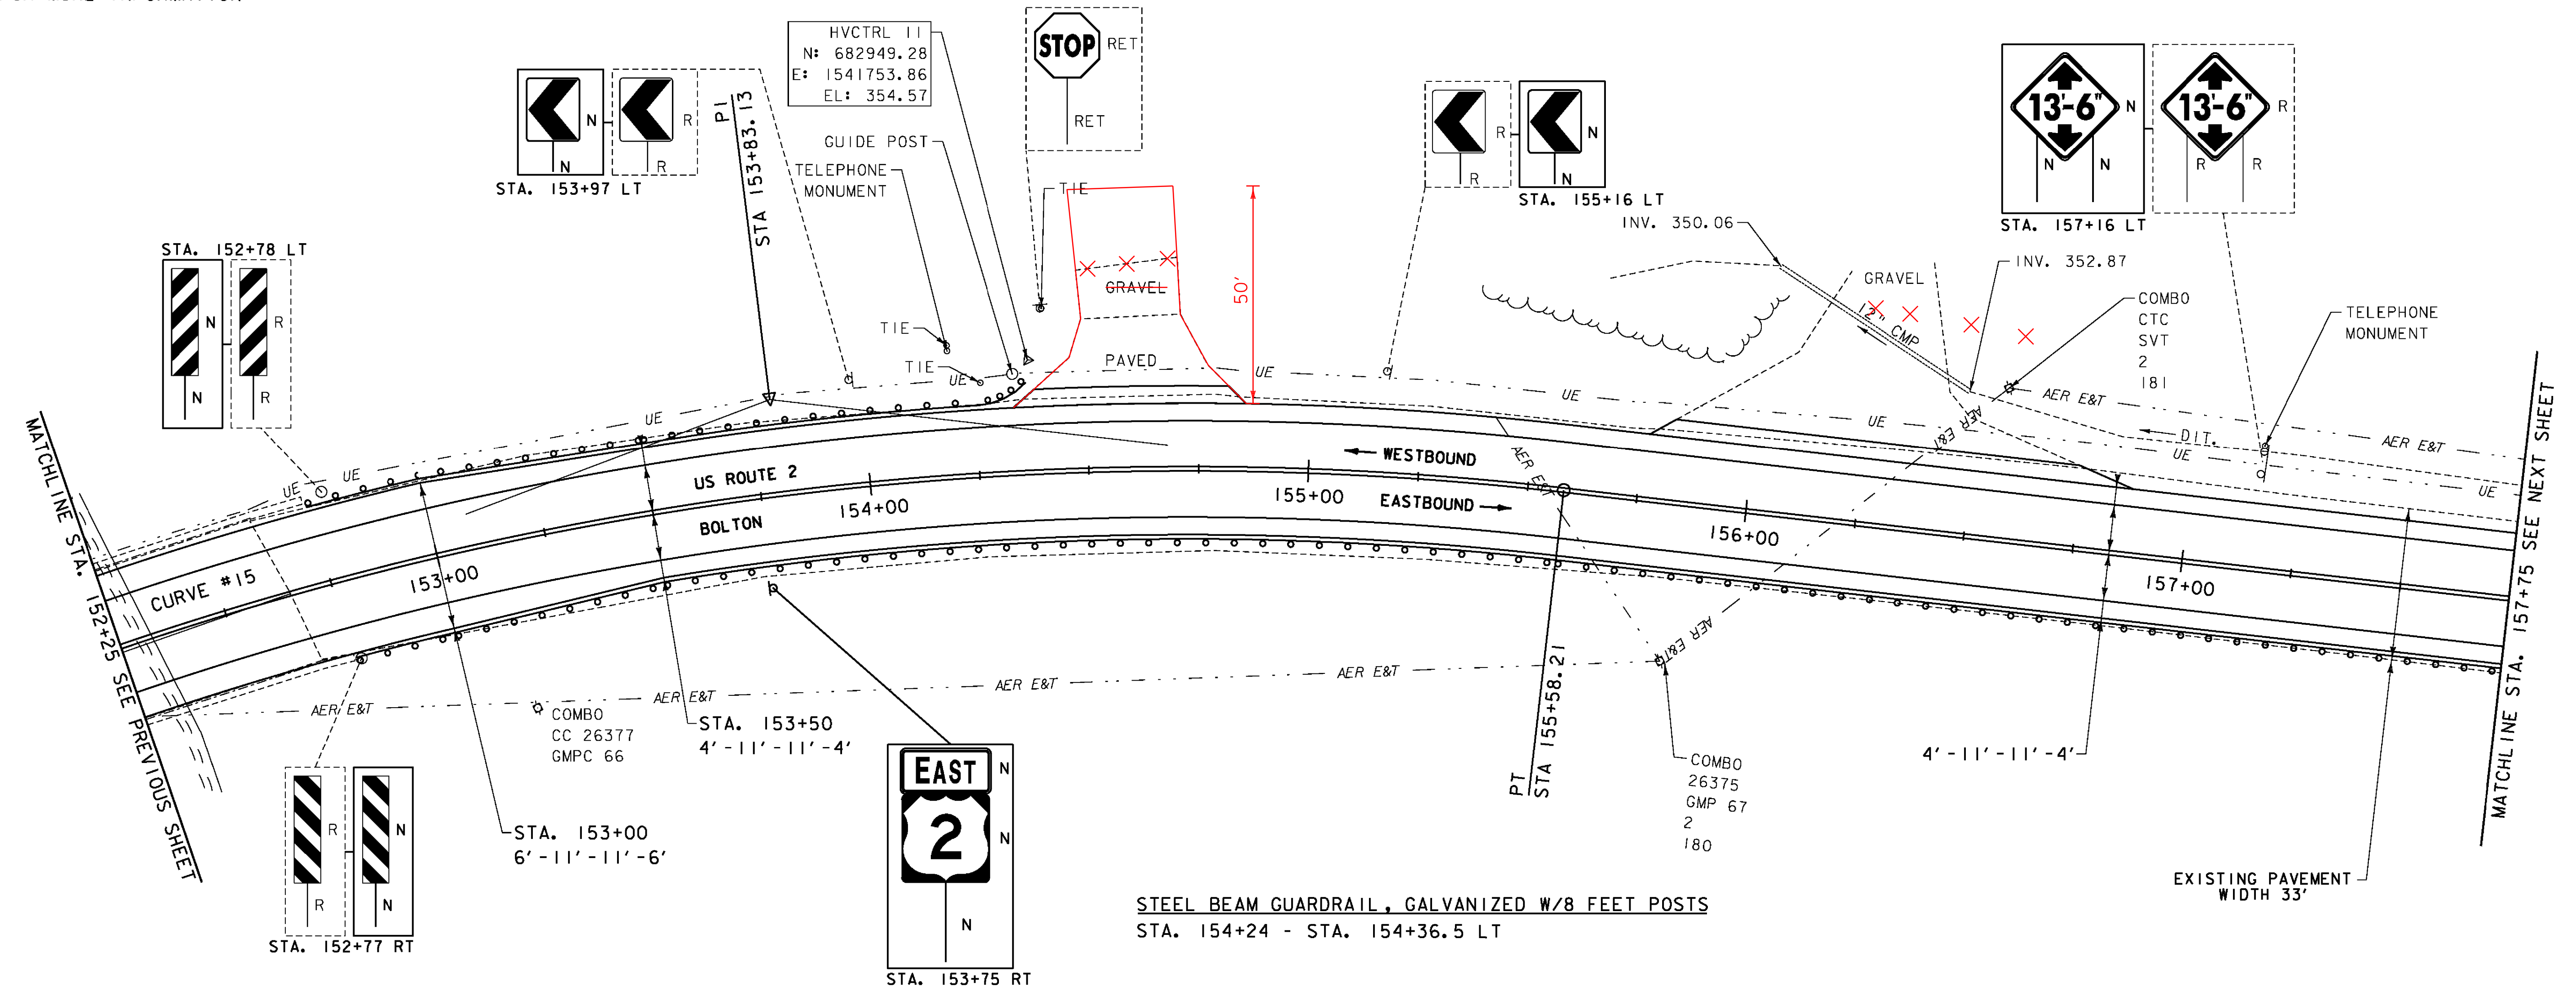 HVCTRL 11
N: 682949.28
E: 1541753.86
EL: 354.57
STOP RET
RET
N R
N R
STA. 153+97 LT
PI
STA 153+83.13
GUIDE POST
TELEPHONE
MONUMENT
TIE
R N
R N
STA. 155+16 LT
13'-6" N
N N
13'-6" R
R R
STA. 157+16 LT
INV. 350.06
INV. 352.87
GRAVEL
12" CMP
COMBO
CTC
SVT
2
181
TELEPHONE
MONUMENT
STA. 152+78 LT
N R
N R
GRAVEL
50'
PAVED
TIE
TIE
UE
UE
UE
UE
UE
UE
UE
UE
UE
UE
AER E&T
AER E&T
AER E&T
AER E&T
DIT.
MATCHLINE STA. 152+25 SEE PREVIOUS SHEET
MATCHLINE STA. 157+75 SEE NEXT SHEET
CURVE #15
US ROUTE 2
BOLTON
WESTBOUND
EASTBOUND
153+00
154+00
155+00
156+00
157+00
AER E&T
AER E&T
AER E&T
AER E&T
AER E&T
AER E&T
COMBO
CC 26377
GMPC 66
STA. 153+50
4'-11'-11'-4'
STA. 153+00
6'-11'-11'-6'
R N
R N
STA. 152+77 RT
EAST N
2 N
N
STA. 153+75 RT
PT
STA 155+58.21
COMBO
26375
GMP 67
2
180
4'-11'-11'-4'
EXISTING PAVEMENT
WIDTH 33'
STEEL BEAM GUARDRAIL, GALVANIZED W/8 FEET POSTS
STA. 154+24 - STA. 154+36.5 LT